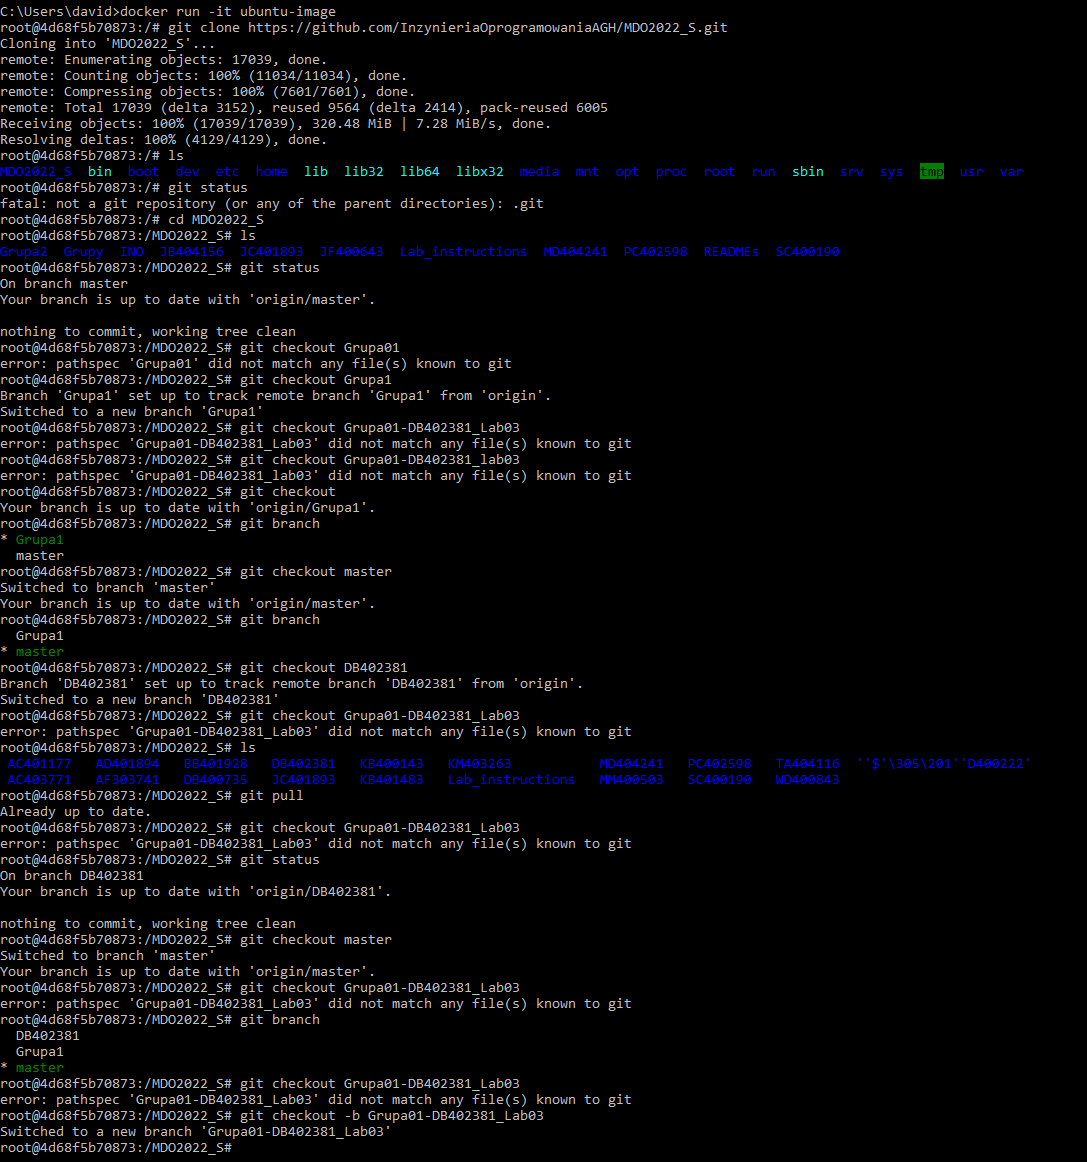 C:\Users\david>docker run -it ubuntu-image
root@4d68f5b70873:/# git clone https://github.com/InzynieriaOprogramowaniaAGH/MDO2022_S.git
Cloning into 'MDO2022_S'...
remote: Enumerating objects: 17039, done.
remote: Counting objects: 100% (11034/11034), done.
remote: Compressing objects: 100% (7601/7601), done.
remote: Total 17039 (delta 3152), reused 9564 (delta 2414), pack-reused 6005
Receiving objects: 100% (17039/17039), 320.48 MiB | 7.28 MiB/s, done.
Resolving deltas: 100% (4129/4129), done.
root@4d68f5b70873:/# ls
MDO2022_S  bin  boot  dev  etc  home  lib  lib32  lib64  libx32  media  mnt  opt  proc  root  run  sbin  srv  sys  tmp  usr  var
root@4d68f5b70873:/# git status
fatal: not a git repository (or any of the parent directories): .git
root@4d68f5b70873:/# cd MDO2022_S
root@4d68f5b70873:/MDO2022_S# ls
Grupa2  Grupy  INO  JB404156  JC401893  JF400643  Lab_instructions  MD404241  PC402598  READMEs  SC400190
root@4d68f5b70873:/MDO2022_S# git status
On branch master
Your branch is up to date with 'origin/master'.
nothing to commit, working tree clean
root@4d68f5b70873:/MDO2022_S# git checkout Grupa01
error: pathspec 'Grupa01' did not match any file(s) known to git
root@4d68f5b70873:/MDO2022_S# git checkout Grupa1
Branch 'Grupa1' set up to track remote branch 'Grupa1' from 'origin'.
Switched to a new branch 'Grupa1'
root@4d68f5b70873:/MDO2022_S# git checkout Grupa01-DB402381_Lab03
error: pathspec 'Grupa01-DB402381_Lab03' did not match any file(s) known to git
root@4d68f5b70873:/MDO2022_S# git checkout Grupa01-DB402381_lab03
error: pathspec 'Grupa01-DB402381_lab03' did not match any file(s) known to git
root@4d68f5b70873:/MDO2022_S# git checkout
Your branch is up to date with 'origin/Grupa1'.
root@4d68f5b70873:/MDO2022_S# git branch
* Grupa1
  master
root@4d68f5b70873:/MDO2022_S# git checkout master
Switched to branch 'master'
Your branch is up to date with 'origin/master'.
root@4d68f5b70873:/MDO2022_S# git branch
  Grupa1
* master
root@4d68f5b70873:/MDO2022_S# git checkout DB402381
Branch 'DB402381' set up to track remote branch 'DB402381' from 'origin'.
Switched to a new branch 'DB402381'
root@4d68f5b70873:/MDO2022_S# git checkout Grupa01-DB402381_Lab03
error: pathspec 'Grupa01-DB402381_Lab03' did not match any file(s) known to git
root@4d68f5b70873:/MDO2022_S# ls
 AC401177   AD401894   BB401928   DB402381   KB400143   KM403263           MD404241   PC402598   TA404116  ''$'\305\201''D400222'
 AC403771   AF303741   DB400735   JC401893   KB401483   Lab_instructions   MM400503   SC400190   WD400843
root@4d68f5b70873:/MDO2022_S# git pull
Already up to date.
root@4d68f5b70873:/MDO2022_S# git checkout Grupa01-DB402381_Lab03
error: pathspec 'Grupa01-DB402381_Lab03' did not match any file(s) known to git
root@4d68f5b70873:/MDO2022_S# git status
On branch DB402381
Your branch is up to date with 'origin/DB402381'.
nothing to commit, working tree clean
root@4d68f5b70873:/MDO2022_S# git checkout master
Switched to branch 'master'
Your branch is up to date with 'origin/master'.
root@4d68f5b70873:/MDO2022_S# git checkout Grupa01-DB402381_Lab03
error: pathspec 'Grupa01-DB402381_Lab03' did not match any file(s) known to git
root@4d68f5b70873:/MDO2022_S# git branch
  DB402381
  Grupa1
* master
root@4d68f5b70873:/MDO2022_S# git checkout Grupa01-DB402381_Lab03
error: pathspec 'Grupa01-DB402381_Lab03' did not match any file(s) known to git
root@4d68f5b70873:/MDO2022_S# git checkout -b Grupa01-DB402381_Lab03
Switched to a new branch 'Grupa01-DB402381_Lab03'
root@4d68f5b70873:/MDO2022_S#